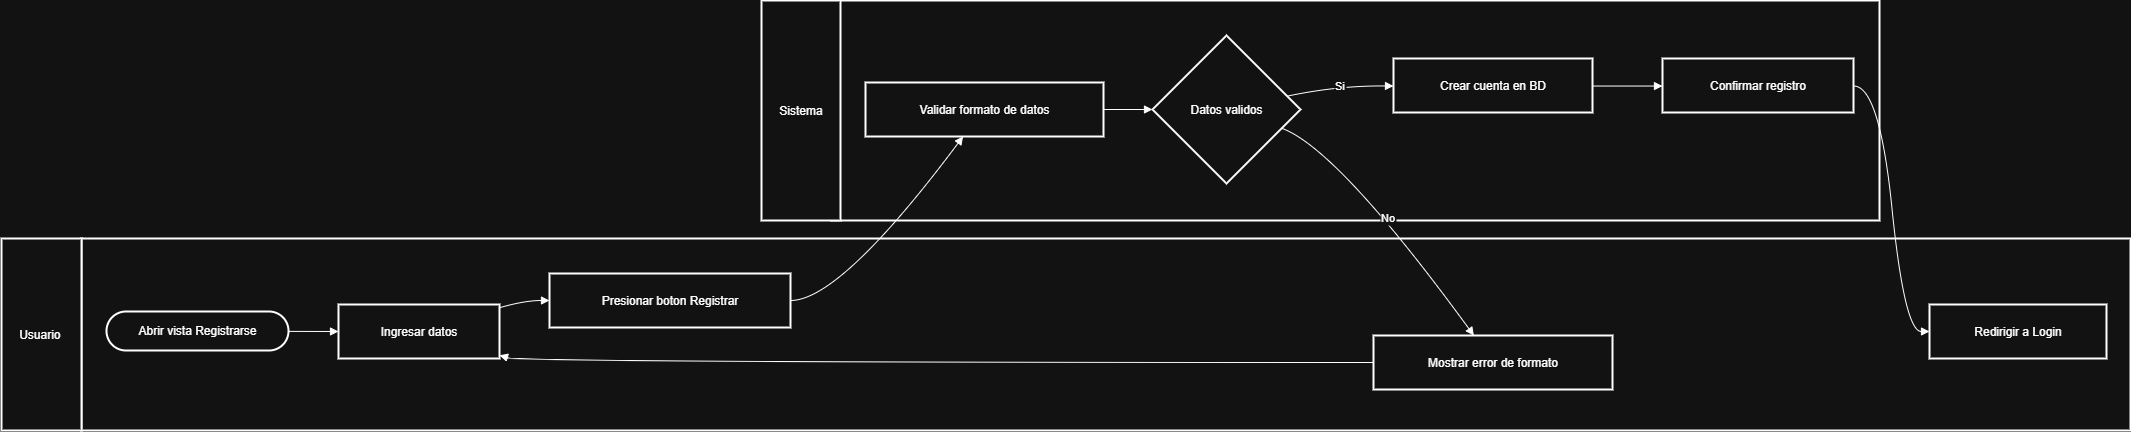 Sistema
Validar formato de datos
Datos validos
Si
Crear cuenta en BD
Confirmar registro
No
Usuario
Abrir vista Registrarse
Ingresar datos
Presionar boton Registrar
Mostrar error de formato
Redirigir a Login